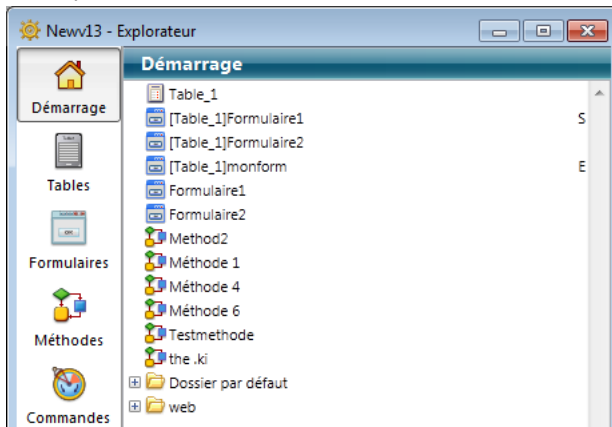 Newv13 - Explorateur
Démarrage
Démarrage
Tables
Formulaires
Méthodes
Commandes
Table_1
[Table_1]Formulaire1 S
[Table_1]Formulaire2
[Table_1]monform E
Formulaire1
Formulaire2
Method2
Méthode 1
Méthode 4
Méthode 6
Testmethode
the .ki
Dossier par défaut
web